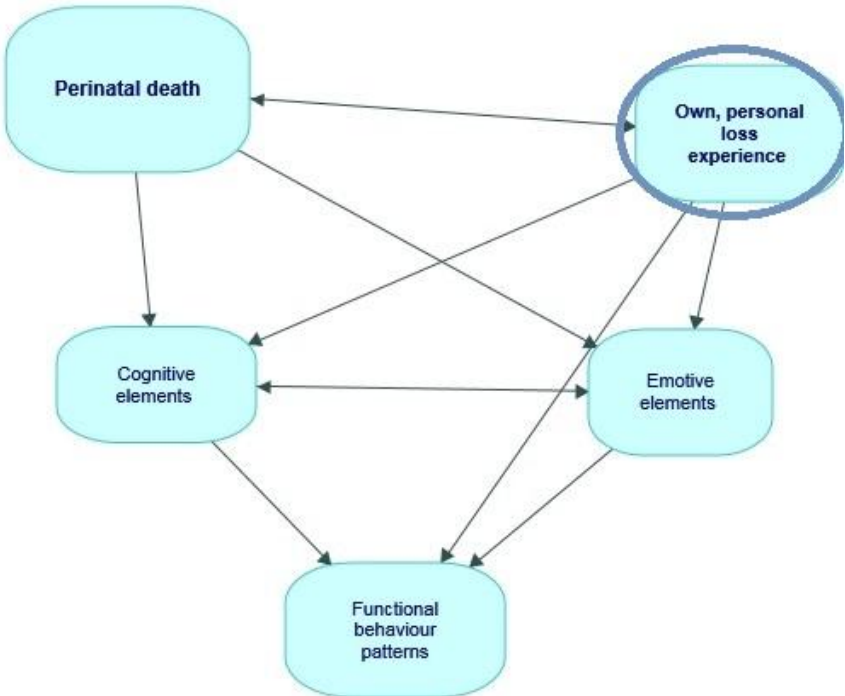 Perinatal death
Own, personal
loss
experience
Cognitive
elements
Emotive
elements
Functional
behaviour
patterns